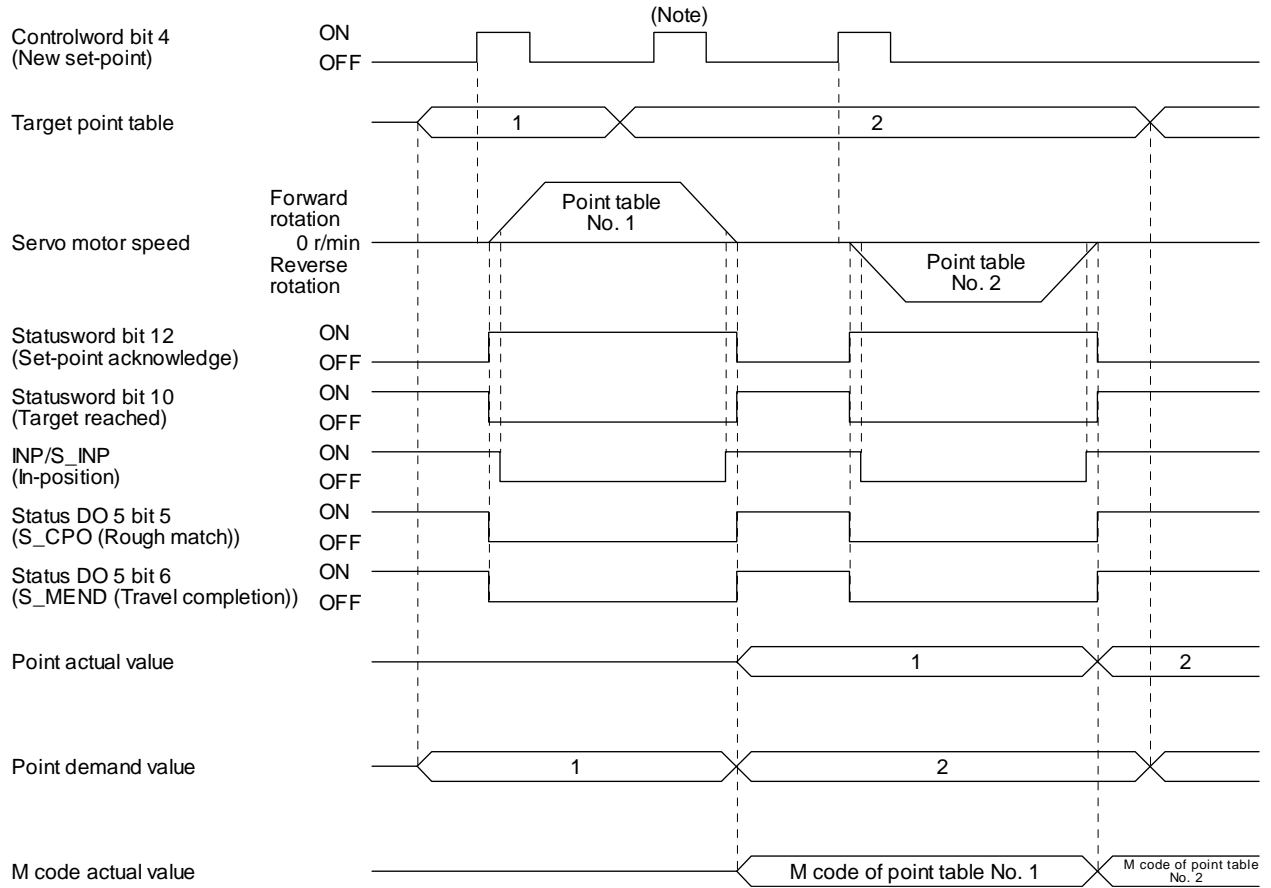 (Note)
Controlword bit 4
(New set-point)
ON
OFF
Target point table
1
2
Servo motor speed
Forward
rotation
0 r/min
Reverse
rotation
Point table
No. 1
Point table
No. 2
Statusword bit 12
(Set-point acknowledge)
ON
OFF
Statusword bit 10
(Target reached)
ON
OFF
INP/S_INP
(In-position)
ON
OFF
Status DO 5 bit 5
(S_CPO (Rough match))
ON
OFF
Status DO 5 bit 6
(S_MEND (Travel completion))
ON
OFF
Point actual value
1
2
Point demand value
1
2
M code actual value
M code of point table No. 1
M code of point table
No. 2